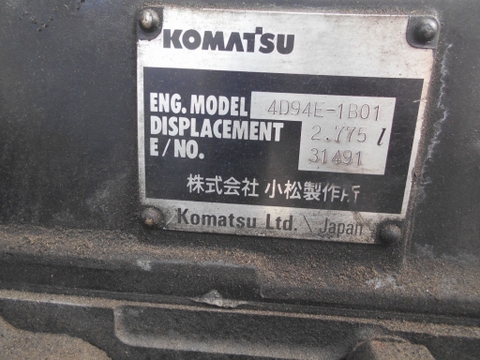 KOMATSU
ENG. MODEL 4D94E-1B01
DISPLACEMENT 2.775 l
E/NO. 31491
株式会社 小松製作所
Komatsu Ltd. Japan